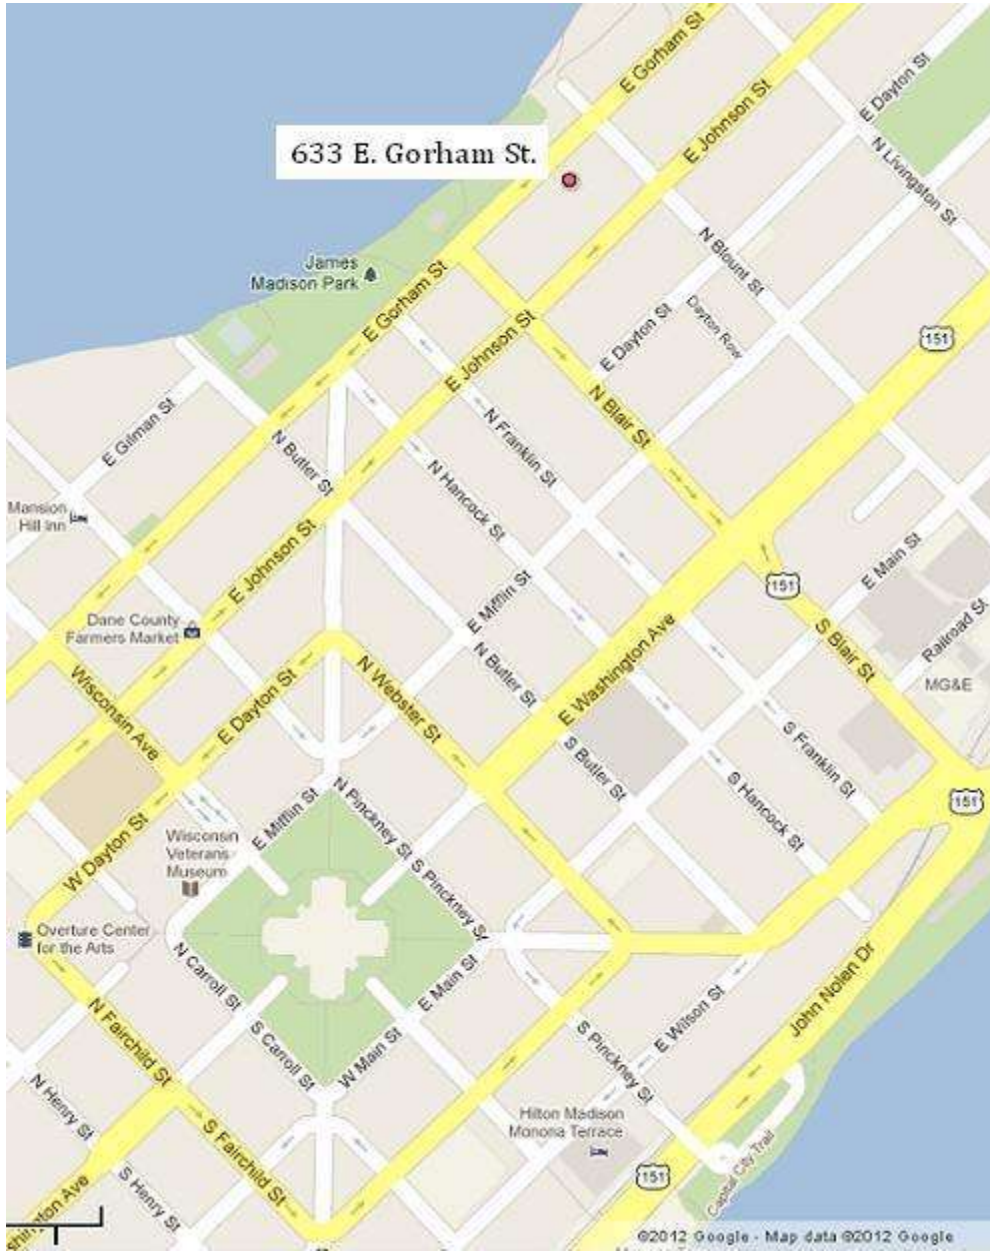 E Gorham St
E Dayton St
E Johnson St
633 E. Gorham St.
N Livingston St
N Blount St
James
Madison Park
E Gorham St
E Johnson St
E Dayton St
Dayton Row
151
E Gilman St
N Blair St
N Franklin St
N Butler St
N Hancock St
Mansion
Hill Inn
E Johnson St
E Main St
151
E Mifflin St
Railroad St
Dane County
Farmers Market
E Washington Ave
S Blair St
N Butler St
MG&E
Wisconsin Ave
E Dayton St
N Webster St
S Franklin St
S Butler St
S Hancock St
151
N Pinckney St
E Mifflin St
W Dayton St
Wisconsin
Veterans
Museum
S Pinckney St
Overture Center
for the Arts
N Carroll St
E Main St
John Nolen Dr
E Wilson St
N Fairchild St
S Carroll St
W Main St
S Pinckney St
N Henry St
Hilton Madison
Monona Terrace
S Fairchild St
Capital City Trail
151
S Henry St
shington Ave
©2012 Google - Map data ©2012 Google